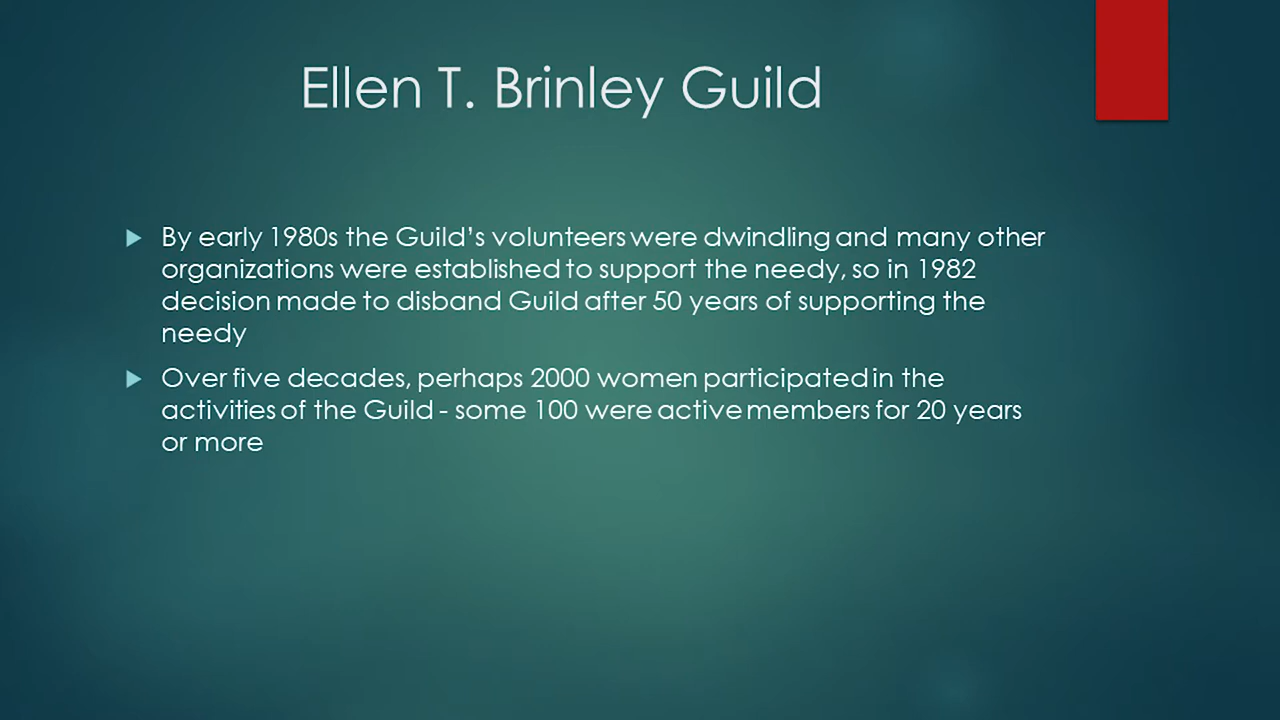 Ellen T. Brinley Guild
By early 1980s the Guild's volunteers were dwindling and many other
organizations were established to support the needy, so in 1982
decision made to disband Guild after 50 years of supporting the
needy
Over five decades, perhaps 2000 women participated in the
activities of the Guild - some 100 were active members for 20 years
or more